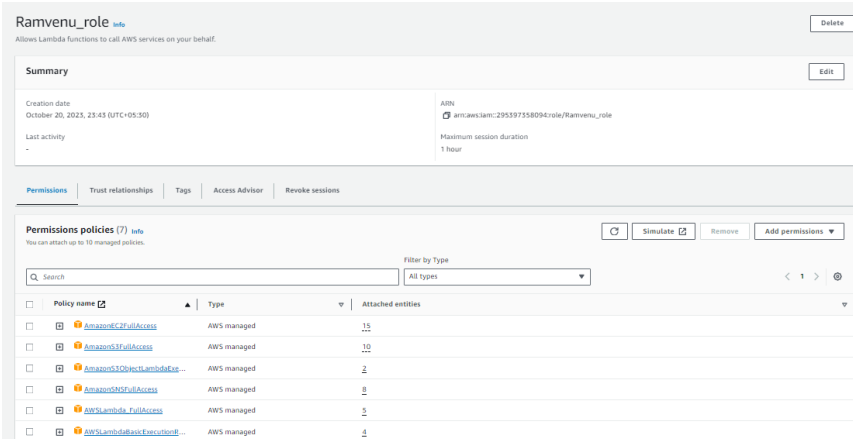 Ramvenu_role Info
Delete
Allows Lambda functions to call AWS services on your behalf.
Summary
Edit
Creation date
October 20, 2023, 23:43 (UTC+05:30)
ARN
arn:aws:iam::295397358094:role/Ramvenu_role
Last activity
-
Maximum session duration
1 hour
Permissions Trust relationships Tags Access Advisor Revoke sessions
Permissions policies (7) Info
You can attach up to 10 managed policies.
Simulate Remove Add permissions
Filter by Type
Search All types 1
Policy name Type Attached entities
AmazonEC2FullAccess AWS managed 15
AmazonS3FullAccess AWS managed 10
AmazonS3ObjectLambdaExe... AWS managed 2
AmazonSNSFullAccess AWS managed 8
AWSLambda_FullAccess AWS managed 5
AWSLambdaBasicExecutionR... AWS managed 4